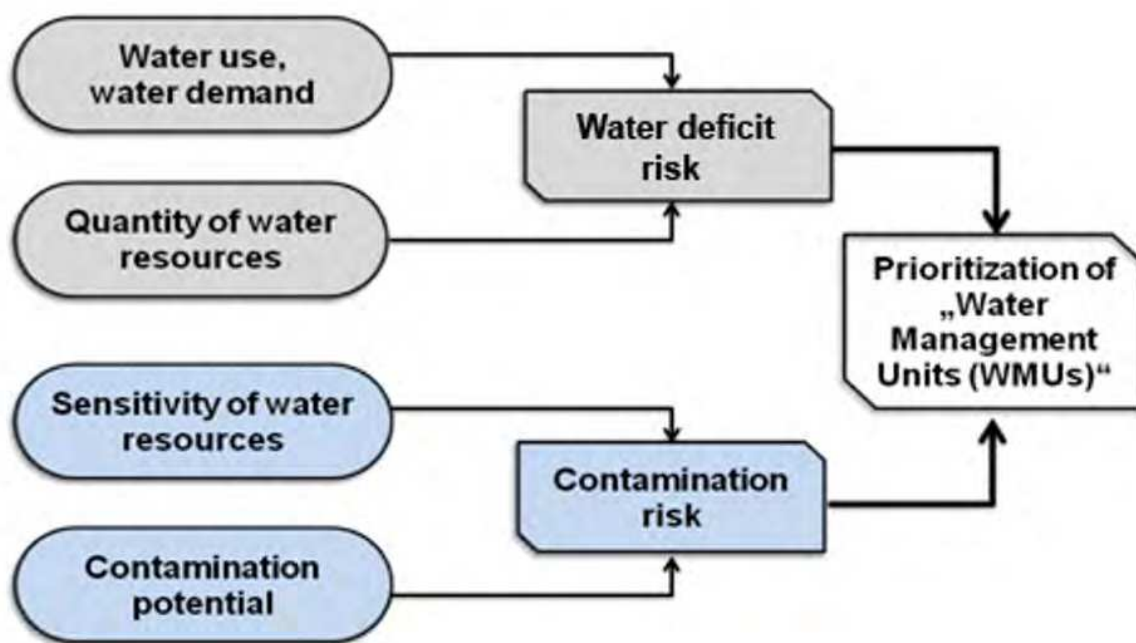 Water use,
water demand
Water deficit
risk
Quantity of water
resources
Prioritization of
„Water
Management
Units (WMUs)“
Sensitivity of water
resources
Contamination
risk
Contamination
potential